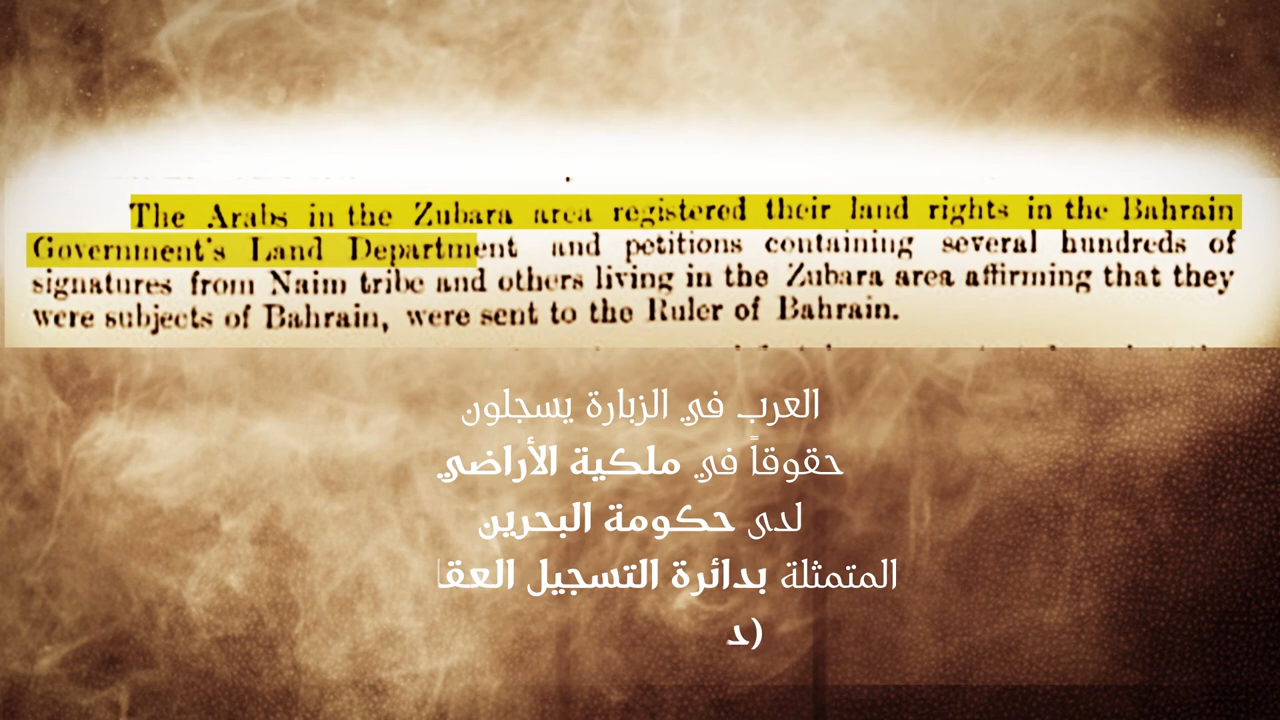 The Arabs in the Zubara area registered their land rights in the Bahrain
Government's Land Department and petitions containing several hundreds of
signatures from Naim tribe and others living in the Zubara area affirming that they
were subjects of Bahrain, were sent to the Ruler of Bahrain.
العرب في الزبارة يسجلون
حقوقاً في ملكية الأراضي
لدى حكومة البحرين
المتمثلة بدائرة التسجيل